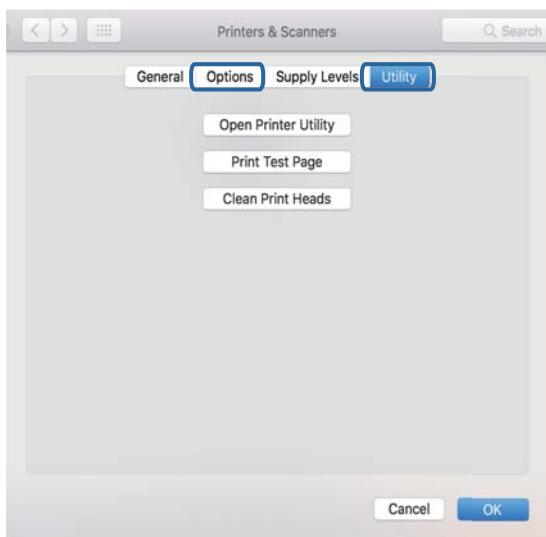 Printers & Scanners
Search
General Options Supply Levels Utility
Open Printer Utility
Print Test Page
Clean Print Heads
Cancel OK